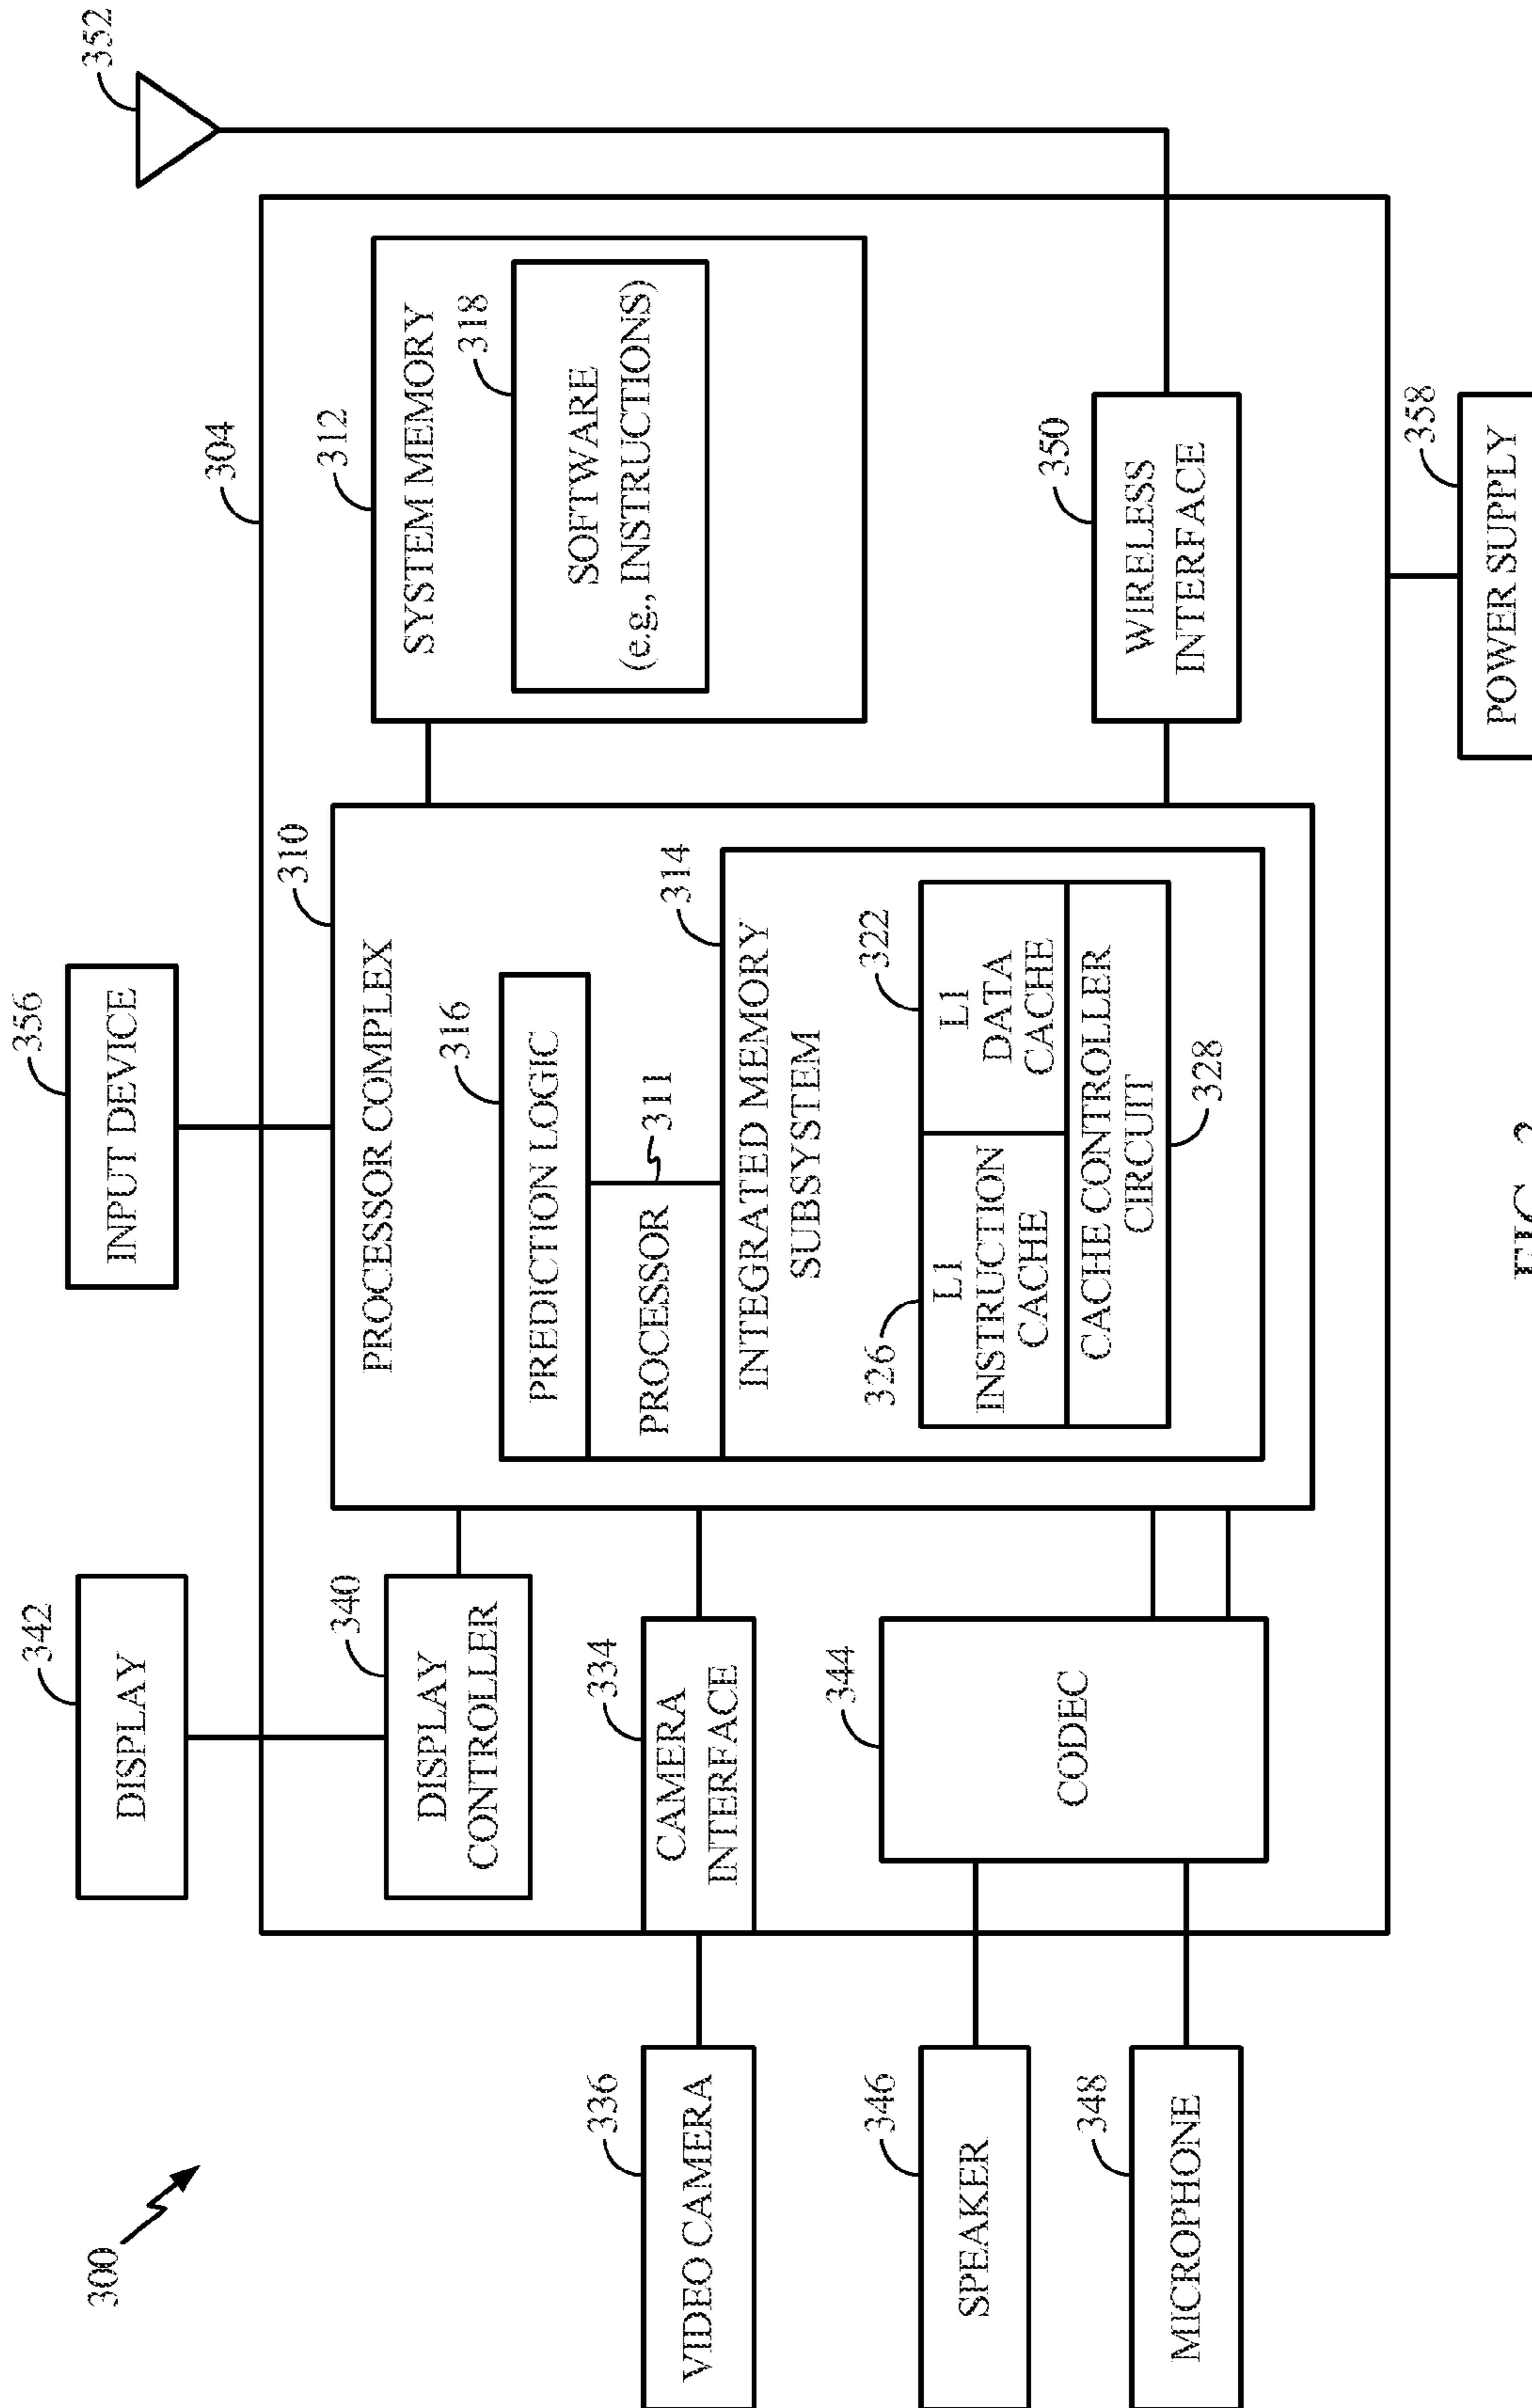 300
342
DISPLAY
356
INPUT DEVICE
352
304
340
DISPLAY
CONTROLLER
310
PROCESSOR COMPLEX
316
PREDICTION LOGIC
PROCESSOR
311
314
INTEGRATED MEMORY
SUBSYSTEM
326
L1
INSTRUCTION
CACHE
322
L1
DATA
CACHE
CACHE CONTROLLER
CIRCUIT
328
312
SYSTEM MEMORY
318
SOFTWARE
(e.g., INSTRUCTIONS)
336
VIDEO CAMERA
334
CAMERA
INTERFACE
346
SPEAKER
344
CODEC
348
MICROPHONE
350
WIRELESS
INTERFACE
358
POWER SUPPLY